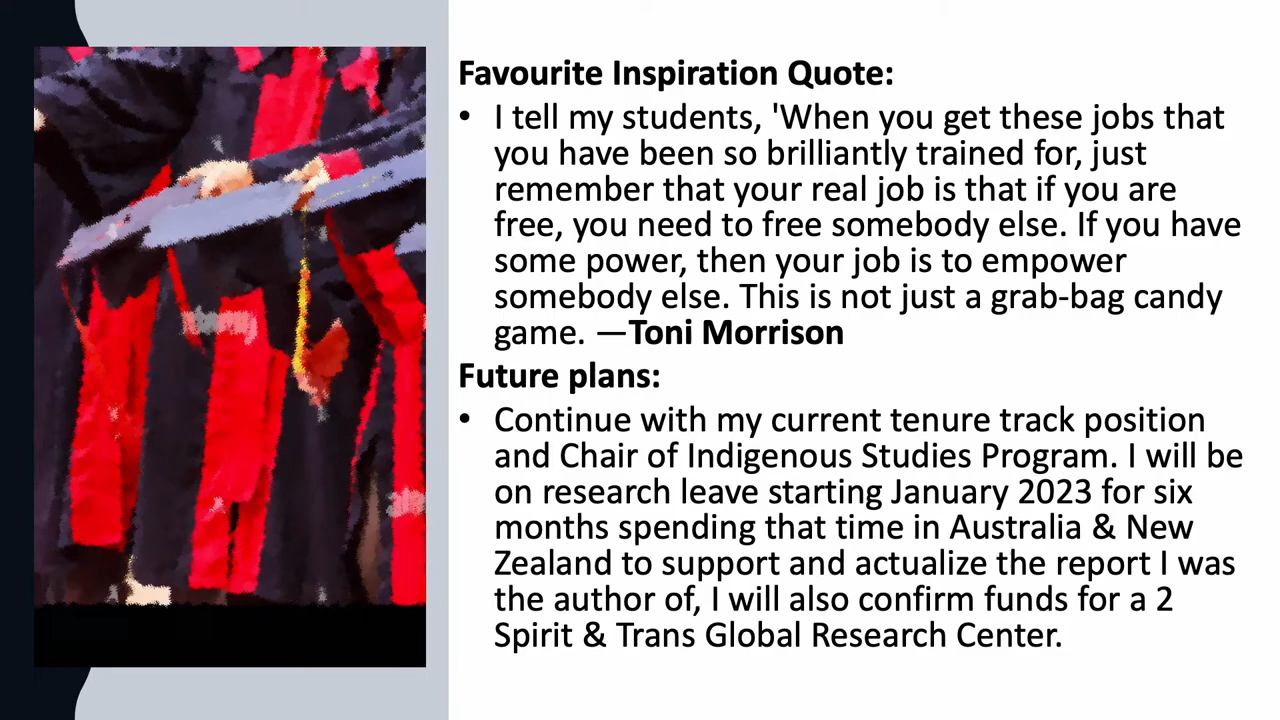 Favourite Inspiration Quote:
• I tell my students, 'When you get these jobs that
you have been so brilliantly trained for, just
remember that your real job is that if you are
free, you need to free somebody else. If you have
some power, then your job is to empower
somebody else. This is not just a grab-bag candy
game. —Toni Morrison
Future plans:
• Continue with my current tenure track position
and Chair of Indigenous Studies Program. I will be
on research leave starting January 2023 for six
months spending that time in Australia & New
Zealand to support and actualize the report I was
the author of, I will also confirm funds for a 2
Spirit & Trans Global Research Center.